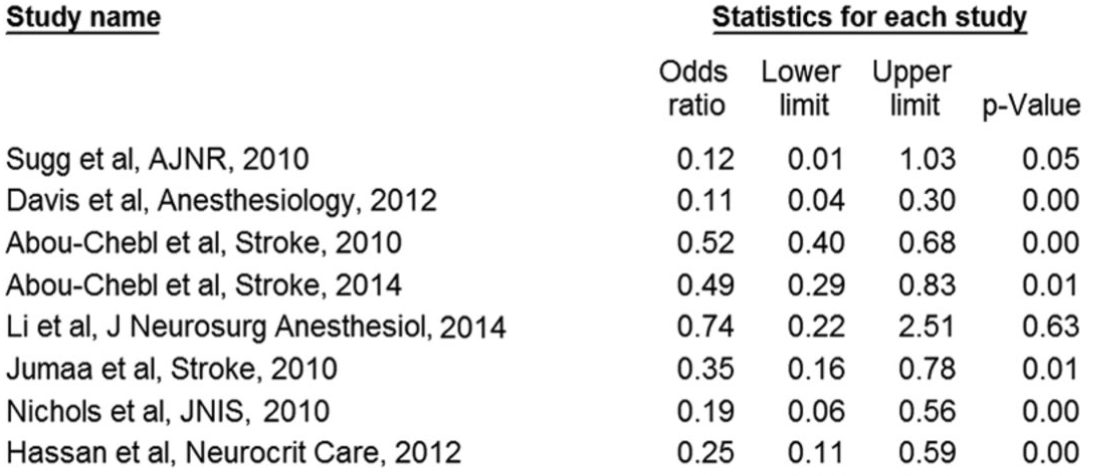 Study name Statistics for each study
Odds Lower Upper
ratio limit limit p-Value
Sugg et al, AJNR, 2010 0.12 0.01 1.03 0.05
Davis et al, Anesthesiology, 2012 0.11 0.04 0.30 0.00
Abou-Chebl et al, Stroke, 2010 0.52 0.40 0.68 0.00
Abou-Chebl et al, Stroke, 2014 0.49 0.29 0.83 0.01
Li et al, J Neurosurg Anesthesiol, 2014 0.74 0.22 2.51 0.63
Jumaa et al, Stroke, 2010 0.35 0.16 0.78 0.01
Nichols et al, JNIS, 2010 0.19 0.06 0.56 0.00
Hassan et al, Neurocrit Care, 2012 0.25 0.11 0.59 0.00